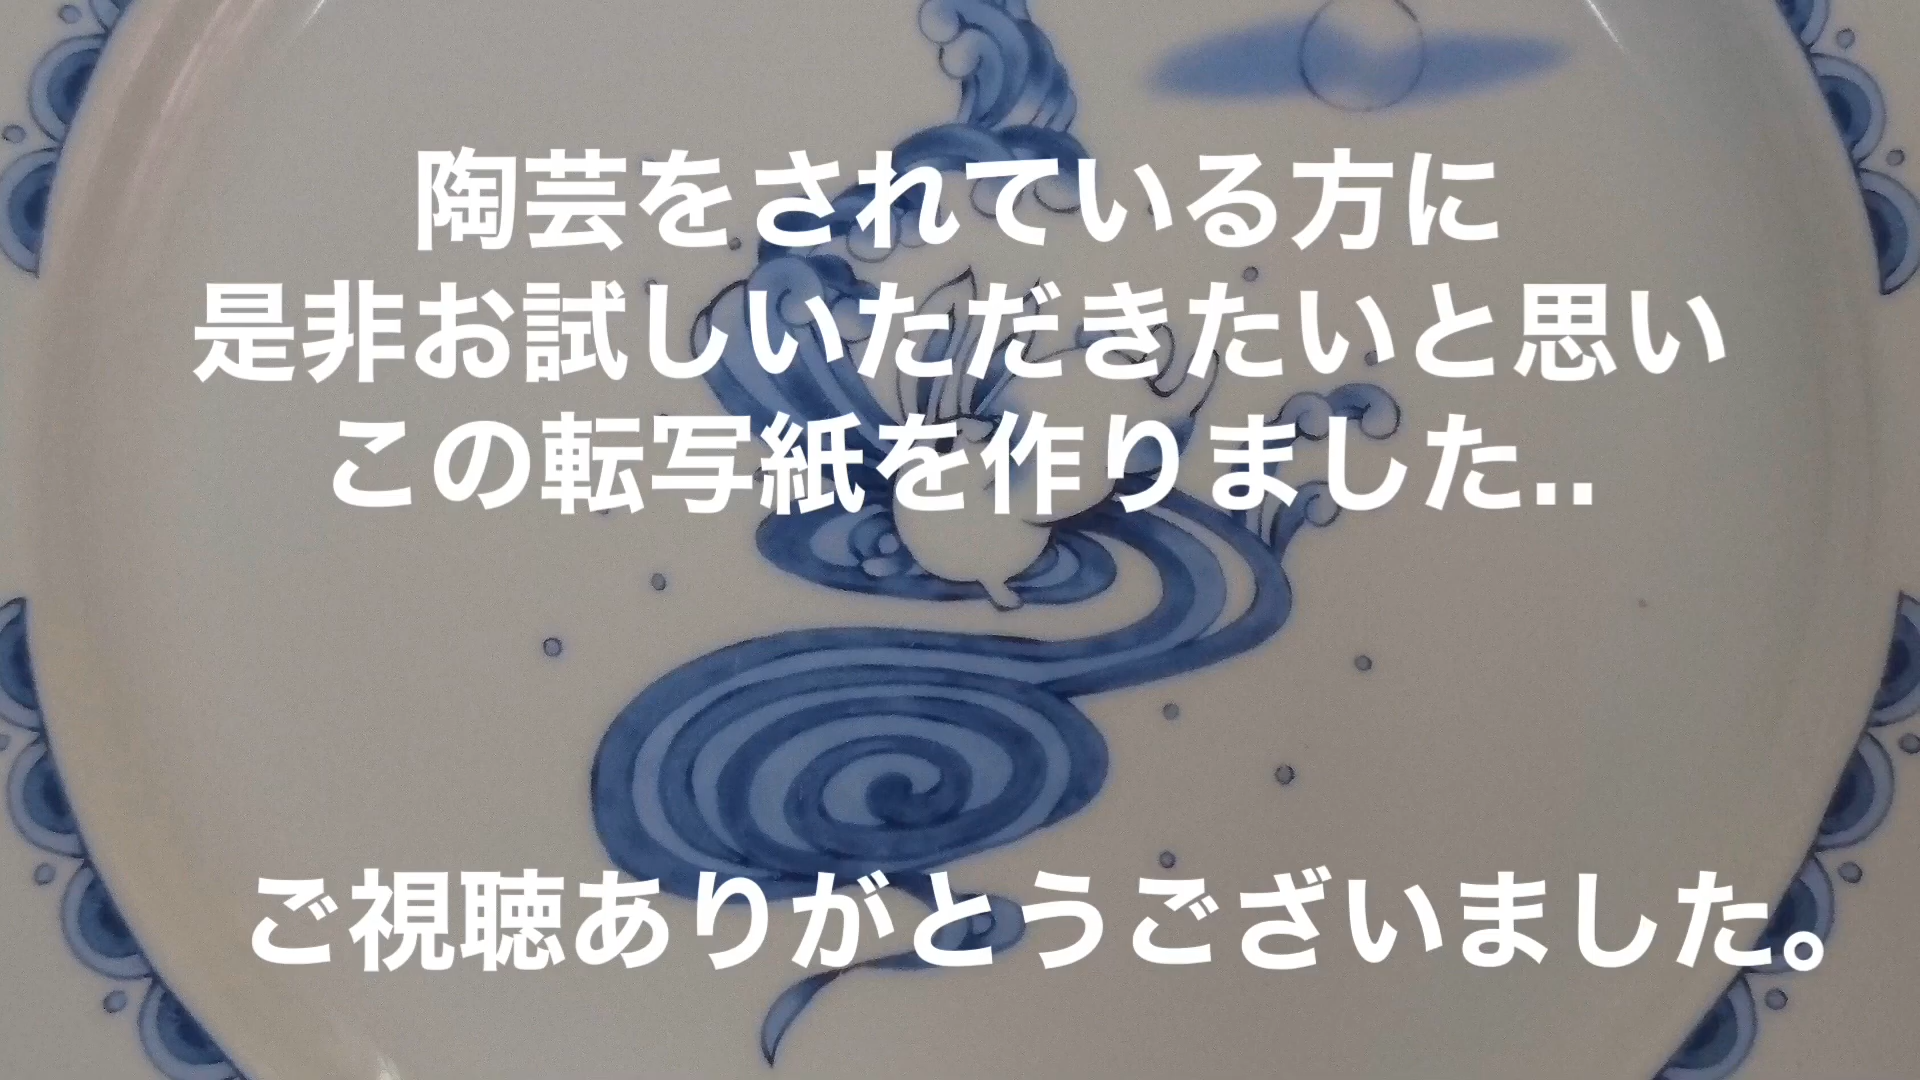 陶芸をされている方に
是非お試しいただきたいと思い
この転写紙を作りました..
ご視聴ありがとうございました。